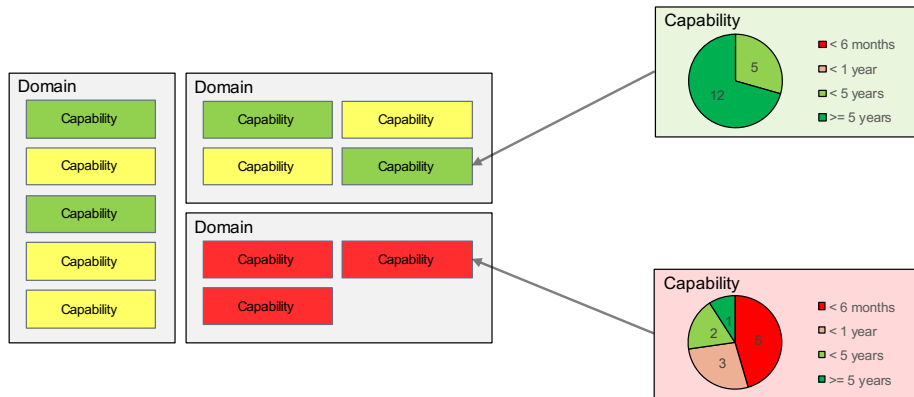 Domain
Capability
Capability
Capability
Capability
Capability
Domain
Capability Capability
Capability Capability
Domain
Capability Capability
Capability
Capability
5
12
< 6 months
< 1 year
< 5 years
>= 5 years
Capability
1
2
5
3
< 6 months
< 1 year
< 5 years
>= 5 years